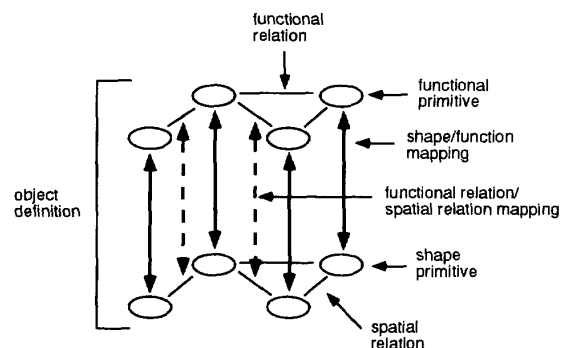 functional
relation
functional
primitive
shape/function
mapping
object
definition
functional relation/
spatial relation mapping
shape
primitive
spatial
relation